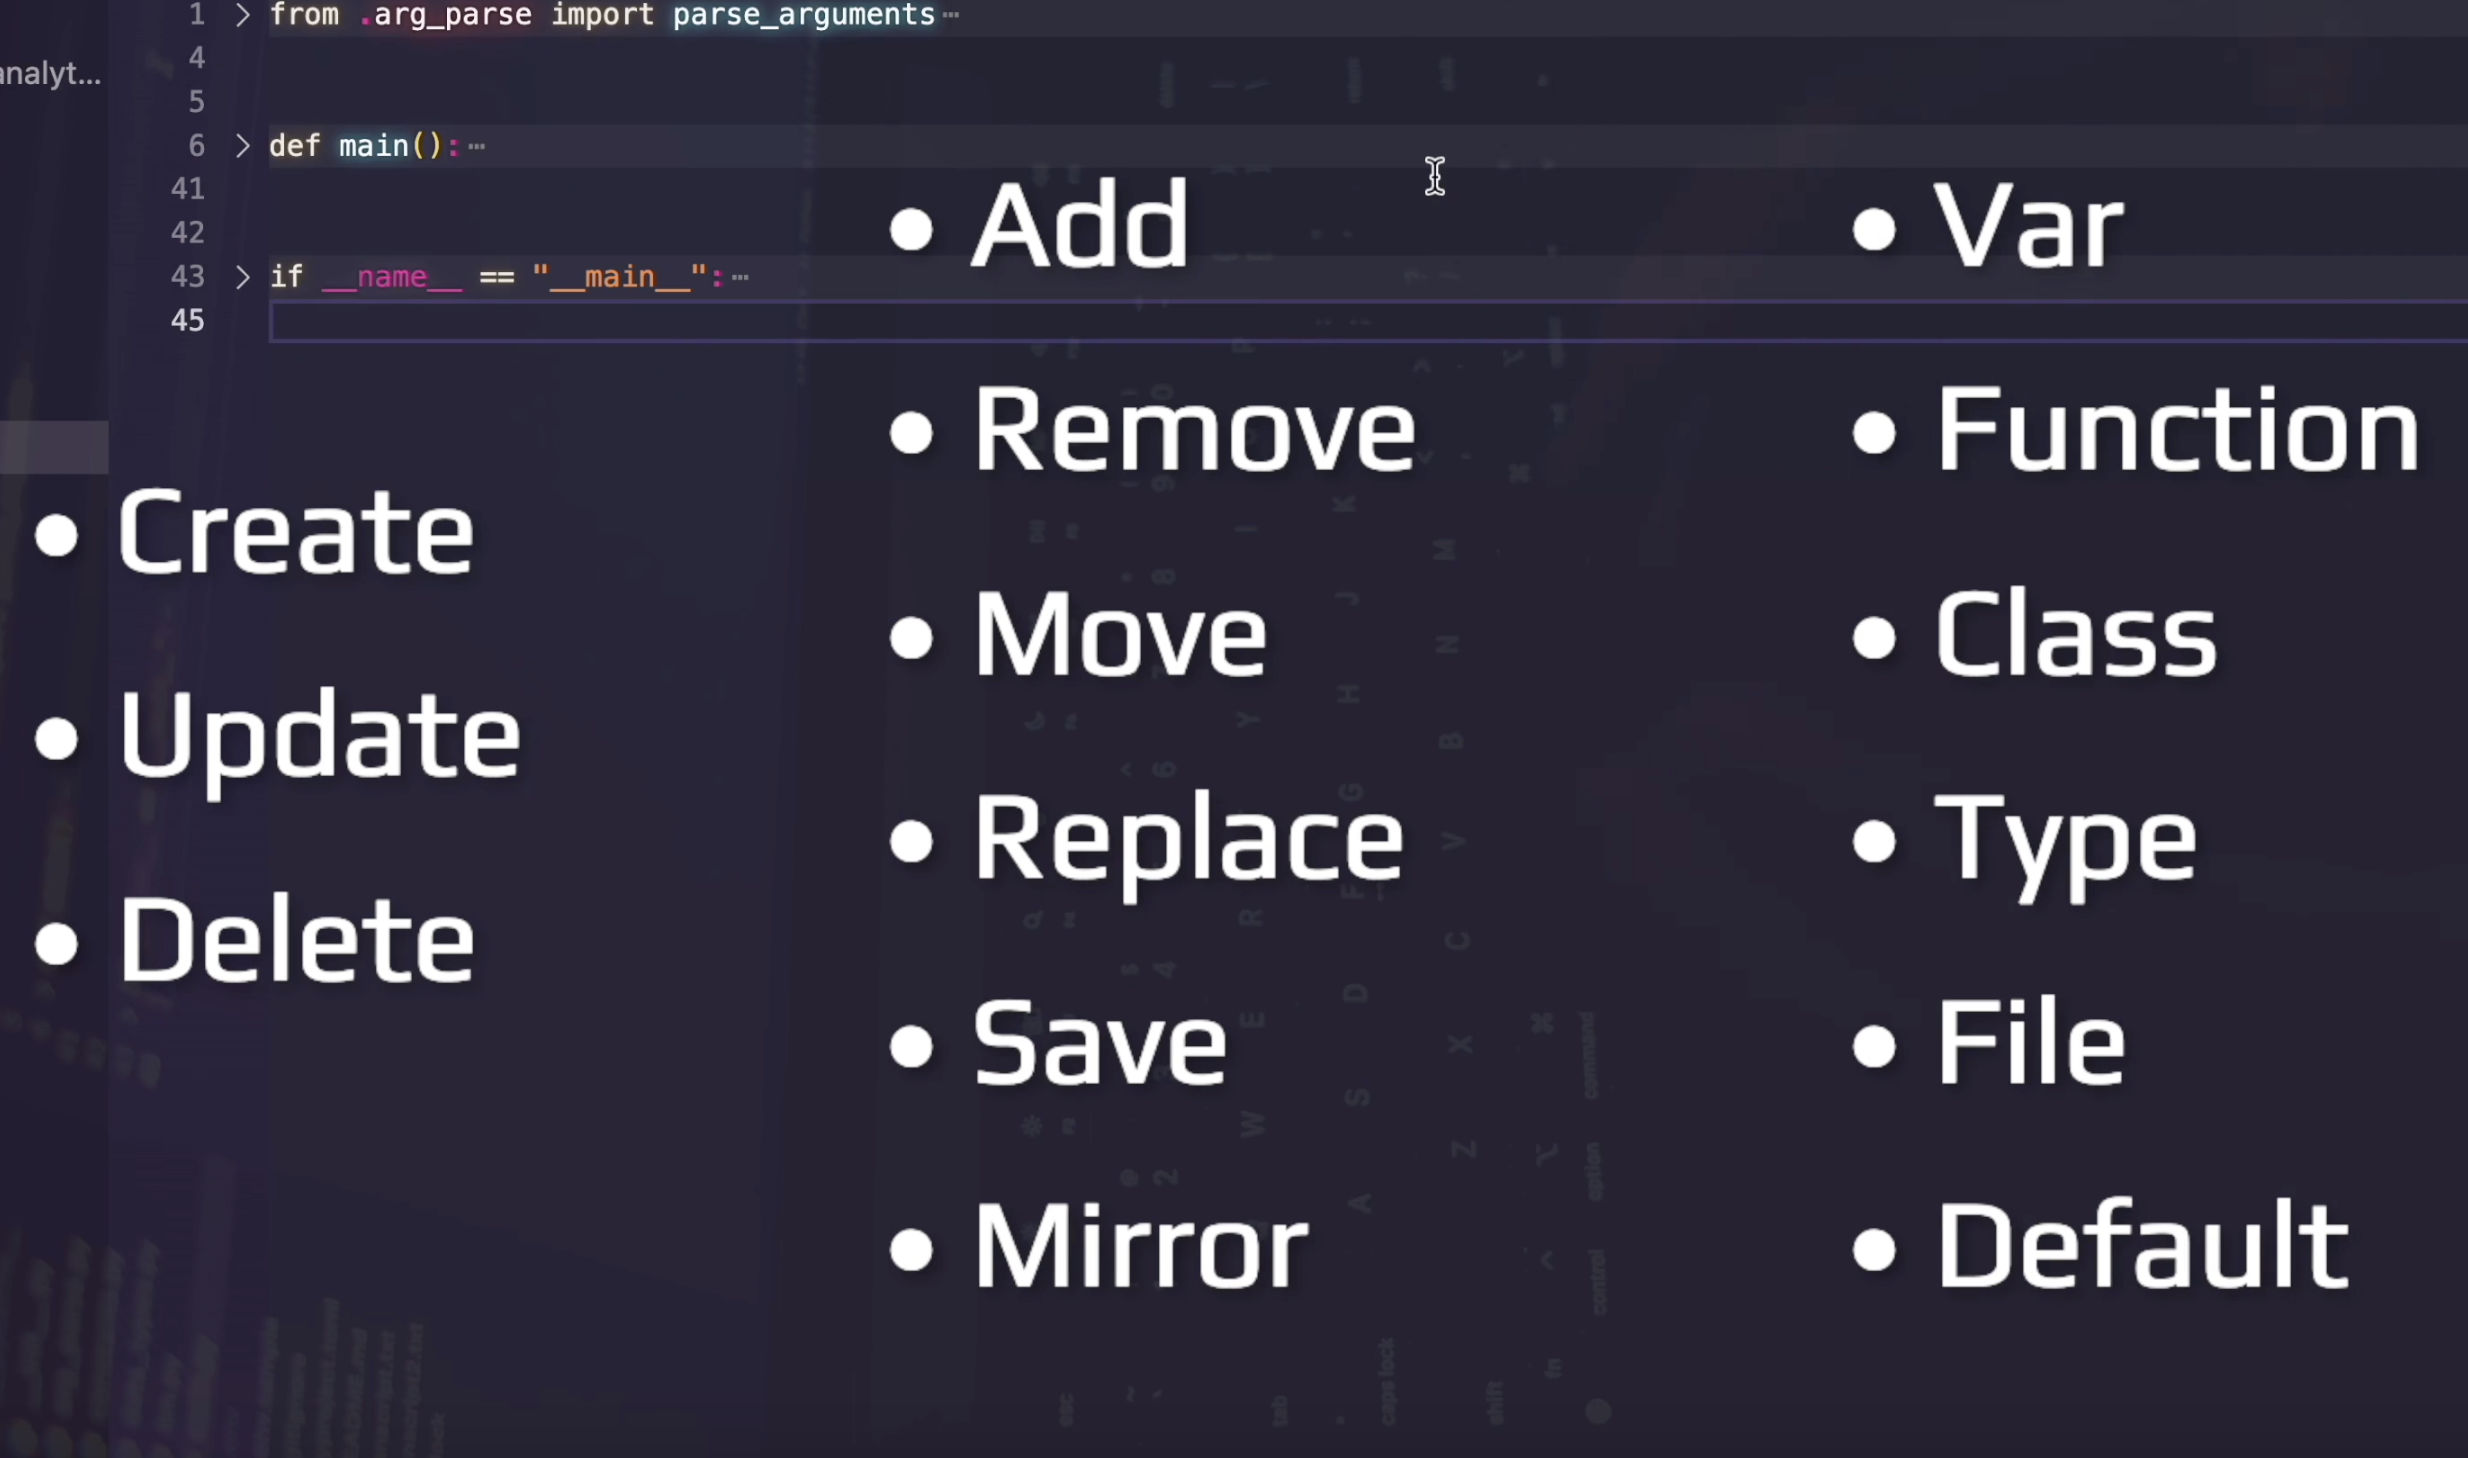 1 > from .arg_parse import parse_arguments
analyt...
4
5
6 > def main():
41
42
43 > if __name__ == "__main__":
45
• Create
• Update
• Delete
• Add
• Remove
• Move
• Replace
• Save
• Mirror
• Var
• Function
• Class
• Type
• File
• Default